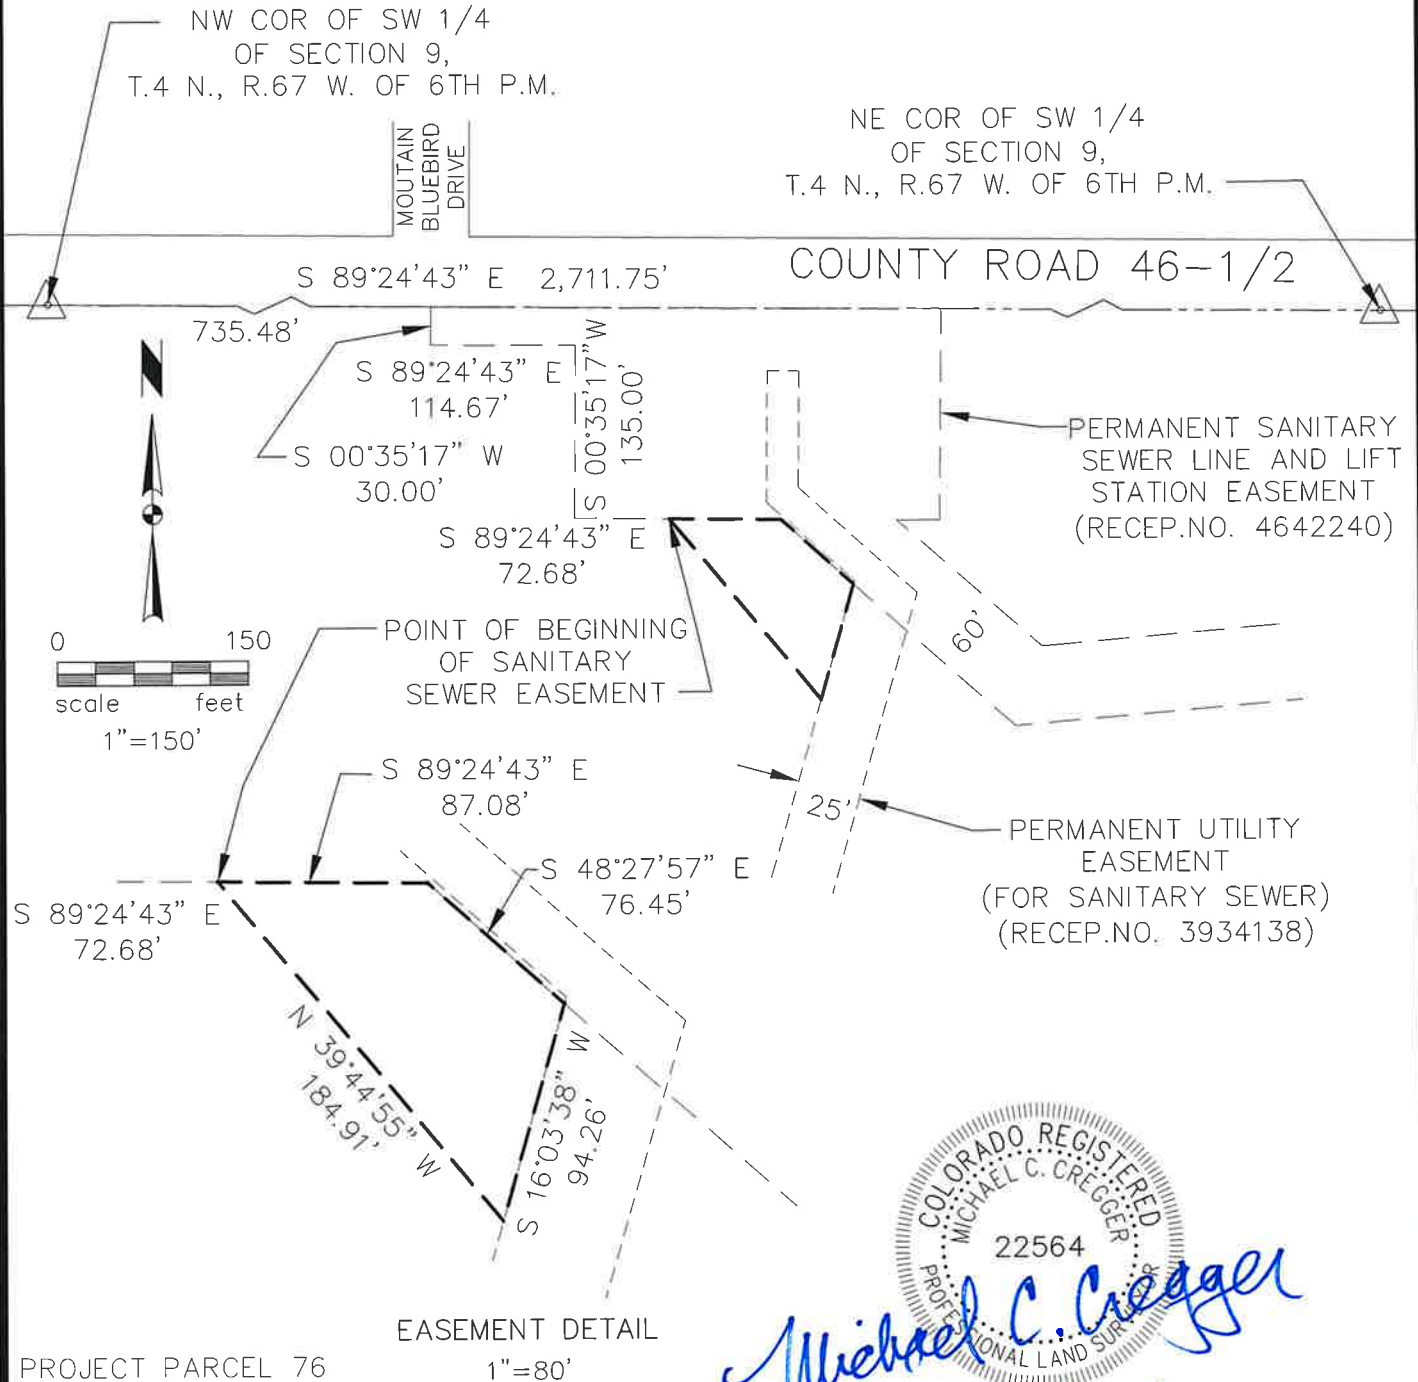 NW COR OF SW 1/4
OF SECTION 9,
T.4 N., R.67 W. OF 6TH P.M.
NE COR OF SW 1/4
OF SECTION 9,
T.4 N., R.67 W. OF 6TH P.M.
MOUTAIN
BLUEBIRD
DRIVE
COUNTY ROAD 46-1/2
S 89°24'43" E 2,711.75'
735.48'
S 89°24'43" E
114.67'
S 00°35'17" W
135.00'
S 00°35'17" W
30.00'
N
PERMANENT SANITARY
SEWER LINE AND LIFT
STATION EASEMENT
(RECEP.NO. 4642240)
S 89°24'43" E
72.68'
60'
0 150
scale feet
1"=150'
POINT OF BEGINNING
OF SANITARY
SEWER EASEMENT
S 89°24'43" E
87.08'
25'
PERMANENT UTILITY
EASEMENT
(FOR SANITARY SEWER)
(RECEP.NO. 3934138)
S 48°27'57" E
76.45'
S 89°24'43" E
72.68'
N 39°44'55" W
184.91'
S 16°03'38" W
94.26'
COLORADO REGISTERED
MICHAEL C. CREGGER
22564
PROFESSIONAL LAND SURVEYOR
Michael C. Cregger
EASEMENT DETAIL
1"=80'
PROJECT PARCEL 76